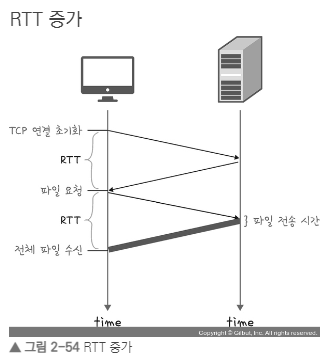 RTT 증가
TCP 연결 초기화
RTT
파일 요청
RTT
} 파일 전송 시간
전체 파일 수신
time
time
Copyright © Gilbut, Inc. All rights reserved.
▲ 그림 2-54 RTT 증가